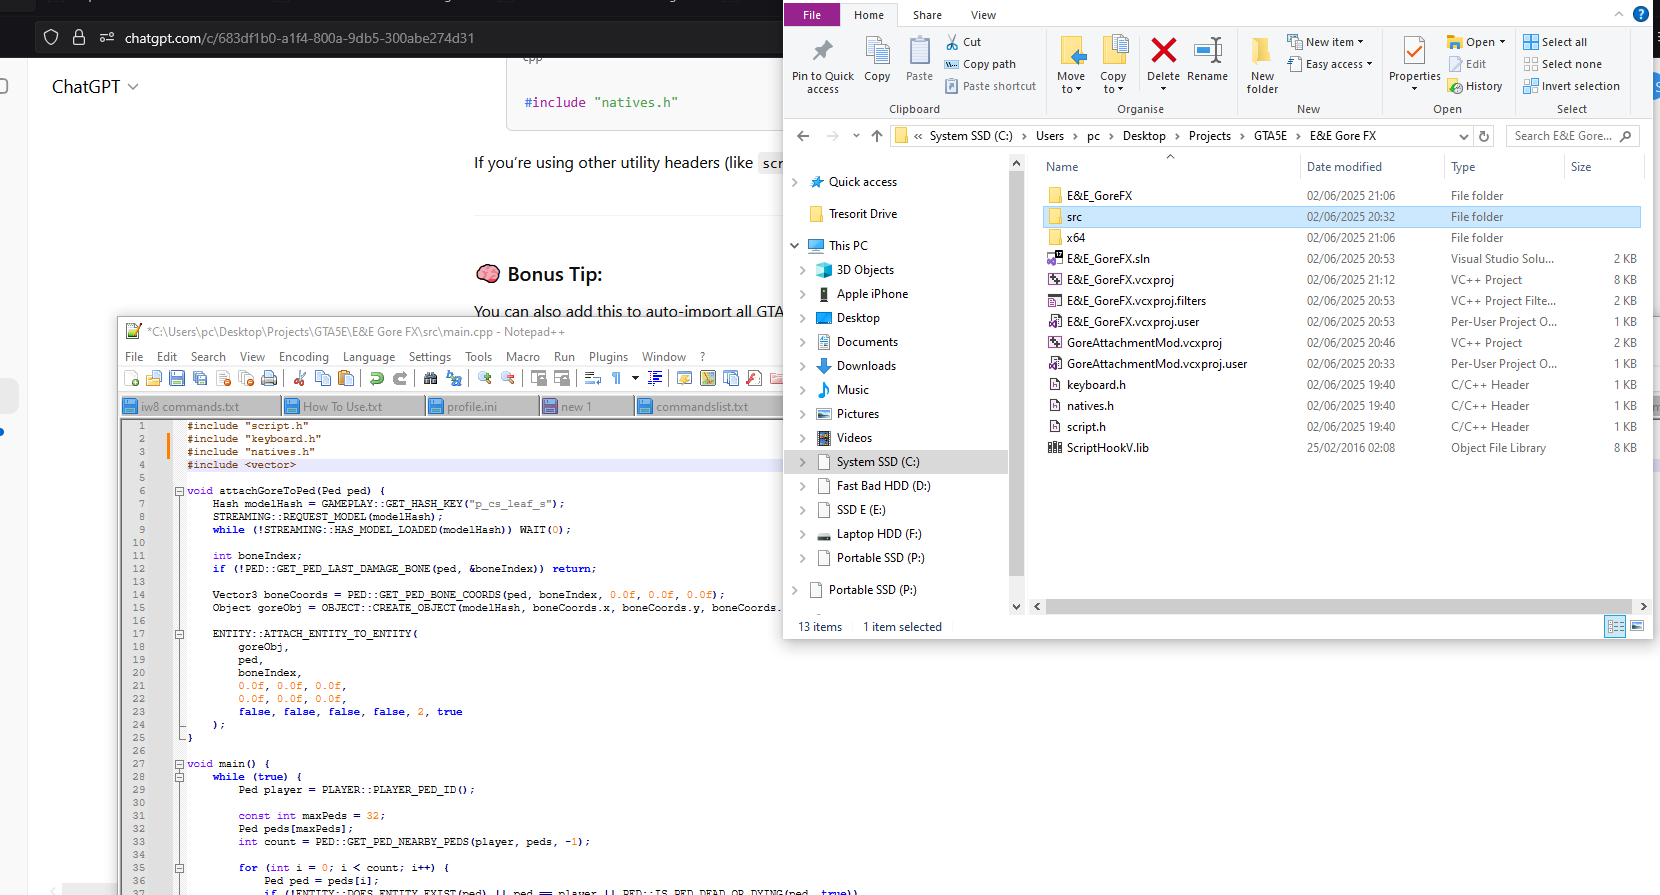 chatgpt.com/c/683df1b0-a1f4-800a-9db5-300abe274d31
ChatGPT
cpp
#include "natives.h"
If you're using other utility headers (like scr
🧠 Bonus Tip:
You can also add this to auto-import all GTA5
*C:\Users\pc\Desktop\Projects\GTA5E\E&E Gore FX\src\main.cpp - Notepad++
File Edit Search View Encoding Language Settings Tools Macro Run Plugins Window ?
iw8 commands.txt How To Use.txt profile.ini new 1 commandslist.txt
1 #include "script.h"
2 #include "keyboard.h"
3 #include "natives.h"
4 #include <vector>
5
6 void attachGoreToPed(Ped ped) {
7 Hash modelHash = GAMEPLAY::GET_HASH_KEY("p_cs_leaf_s");
8 STREAMING::REQUEST_MODEL(modelHash);
9 while (!STREAMING::HAS_MODEL_LOADED(modelHash)) WAIT(0);
10
11 int boneIndex;
12 if (!PED::GET_PED_LAST_DAMAGE_BONE(ped, &boneIndex)) return;
13
14 Vector3 boneCoords = PED::GET_PED_BONE_COORDS(ped, boneIndex, 0.0f, 0.0f, 0.0f);
15 Object goreObj = OBJECT::CREATE_OBJECT(modelHash, boneCoords.x, boneCoords.y, boneCoords.
16
17 ENTITY::ATTACH_ENTITY_TO_ENTITY(
18 goreObj,
19 ped,
20 boneIndex,
21 0.0f, 0.0f, 0.0f,
22 0.0f, 0.0f, 0.0f,
23 false, false, false, false, 2, true
24 );
25 }
26
27 void main() {
28 while (true) {
29 Ped player = PLAYER::PLAYER_PED_ID();
30
31 const int maxPeds = 32;
32 Ped peds[maxPeds];
33 int count = PED::GET_PED_NEARBY_PEDS(player, peds, -1);
34
35 for (int i = 0; i < count; i++) {
36 Ped ped = peds[i];
37 if (!ENTITY::DOES_ENTITY_EXIST(ped) || ped == player || PED::IS_PED_DEAD_OR_DYING(ped, true))
File Home Share View
Pin to Quick access
Copy
Paste
Cut
Copy path
Paste shortcut
Clipboard
Move to
Copy to
Delete
Rename
Organise
New folder
New item
Easy access
New
Properties
Open
Edit
History
Open
Select all
Select none
Invert selection
Select
« System SSD (C:) > Users > pc > Desktop > Projects > GTA5E > E&E Gore FX
Search E&E Gore...
Quick access
Tresorit Drive
This PC
3D Objects
Apple iPhone
Desktop
Documents
Downloads
Music
Pictures
Videos
System SSD (C:)
Fast Bad HDD (D:)
SSD E (E:)
Laptop HDD (F:)
Portable SSD (P:)
Portable SSD (P:)
Name Date modified Type Size
E&E_GoreFX 02/06/2025 21:06 File folder
src 02/06/2025 20:32 File folder
x64 02/06/2025 21:06 File folder
E&E_GoreFX.sln 02/06/2025 20:53 Visual Studio Solu... 2 KB
E&E_GoreFX.vcxproj 02/06/2025 21:12 VC++ Project 8 KB
E&E_GoreFX.vcxproj.filters 02/06/2025 20:53 VC++ Project Filte... 2 KB
E&E_GoreFX.vcxproj.user 02/06/2025 20:53 Per-User Project O... 1 KB
GoreAttachmentMod.vcxproj 02/06/2025 20:46 VC++ Project 2 KB
GoreAttachmentMod.vcxproj.user 02/06/2025 20:33 Per-User Project O... 1 KB
keyboard.h 02/06/2025 19:40 C/C++ Header 1 KB
natives.h 02/06/2025 19:40 C/C++ Header 1 KB
script.h 02/06/2025 19:40 C/C++ Header 1 KB
ScriptHookV.lib 25/02/2016 02:08 Object File Library 8 KB
13 items 1 item selected